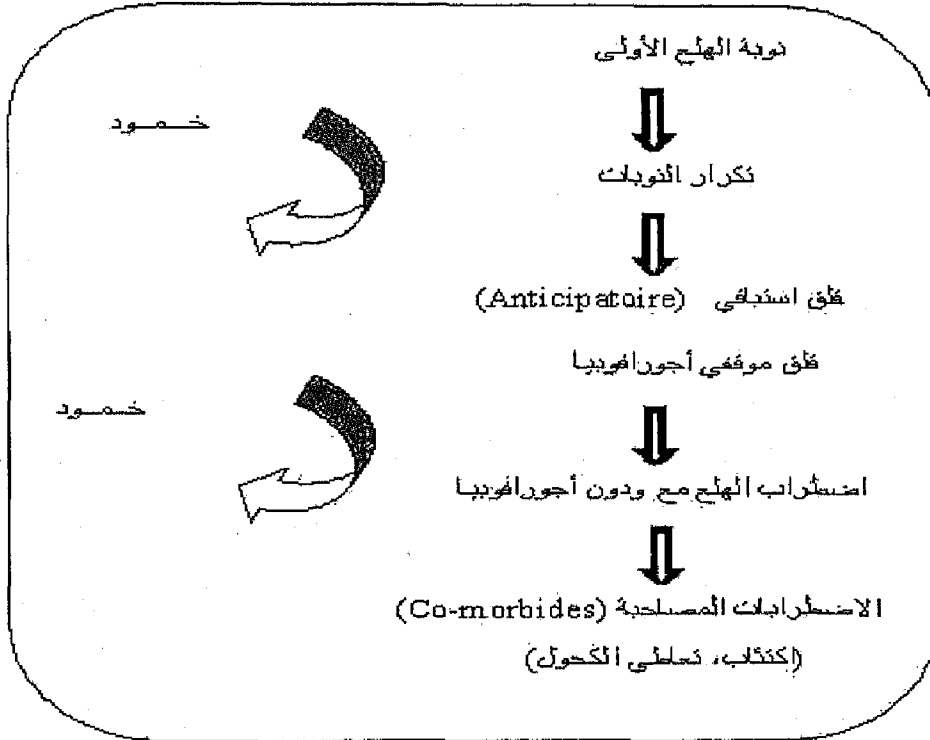 نوبة الهلع الأولى
خمود
تكرار النوبات
قلق استباقي (Anticipatoire)
قلق موقفي أجورافوبيا
خمود
اضطراب الهلع مع ودون أجورافوبيا
الاضطرابات المصاحبة (Co-morbides)
(إكتئاب، تعاطي الكحول)